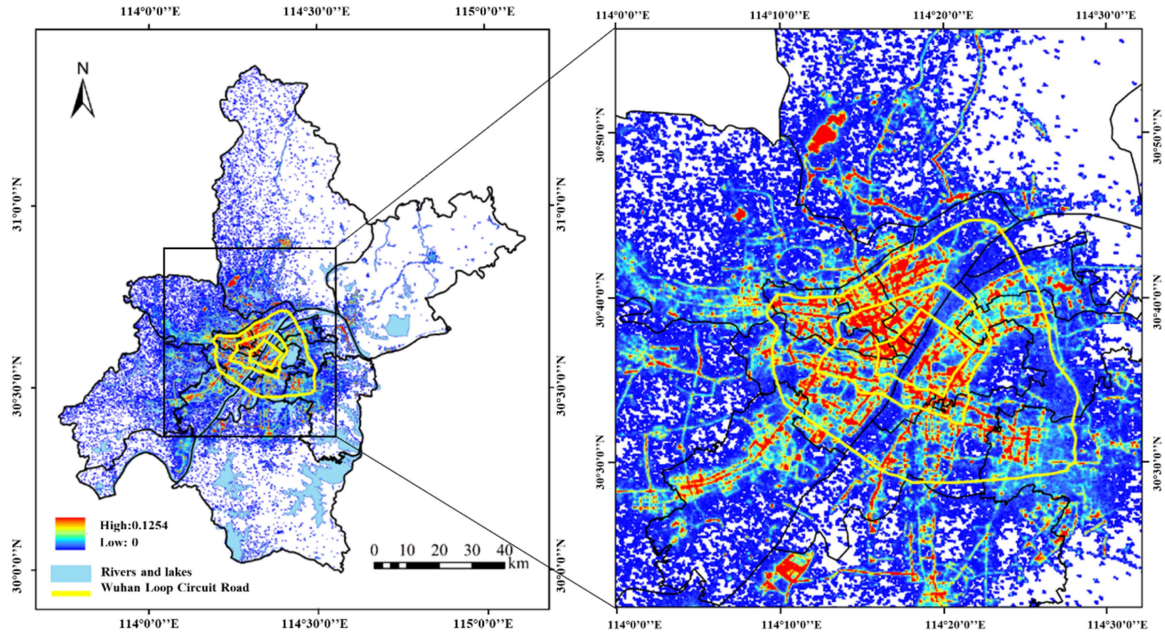 114°0'0''E 114°30'0''E 115°0'0''E
114°0'0''E 114°10'0''E 114°20'0''E 114°30'0''E
N
31°0'0''N
30°30'0''N
30°0'0''N
31°0'0''N
30°30'0''N
30°0'0''N
30°50'0''N
30°40'0''N
30°30'0''N
30°50'0''N
30°40'0''N
30°30'0''N
High:0.1254
Low: 0
Rivers and lakes
Wuhan Loop Circuit Road
0 10 20 30 40
km
114°0'0''E 114°30'0''E 115°0'0''E
114°0'0''E 114°10'0''E 114°20'0''E 114°30'0''E